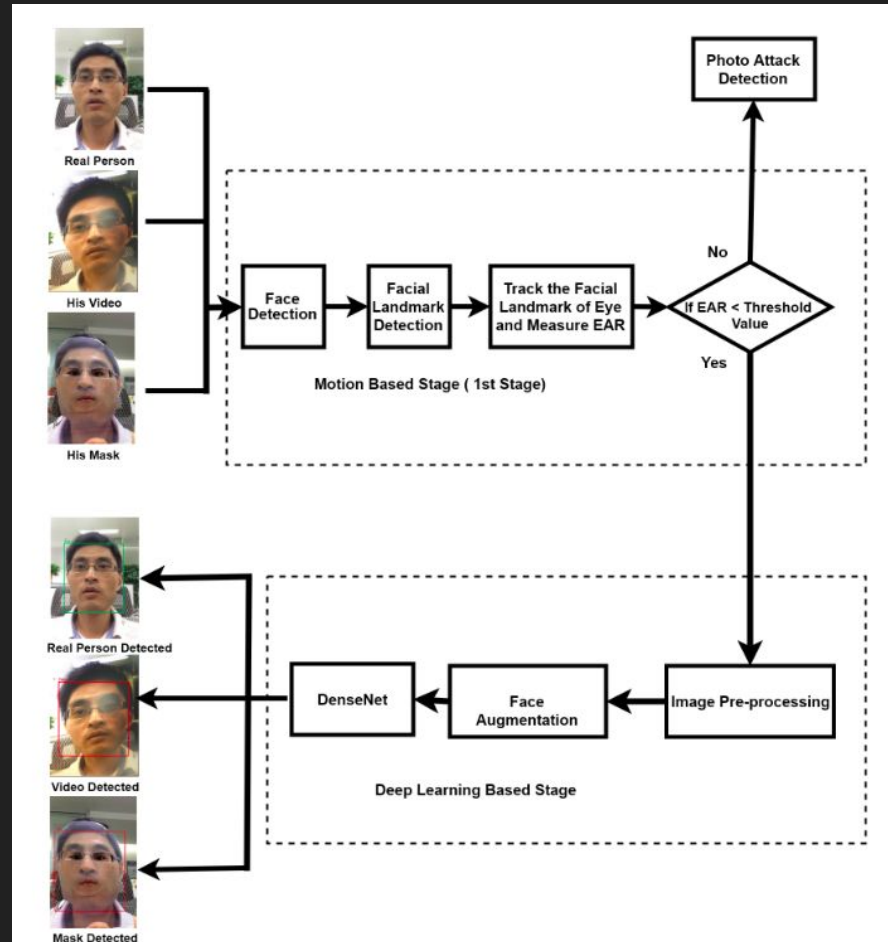 Photo Attack
Detection
Real Person
His Video
His Mask
No
Face
Detection
Facial
Landmark
Detection
Track the Facial
Landmark of Eye
and Measure EAR
If EAR < Threshold
Value
Yes
Motion Based Stage ( 1st Stage)
Real Person Detected
Video Detected
Mask Detected
DenseNet
Face
Augmentation
Image Pre-processing
Deep Learning Based Stage